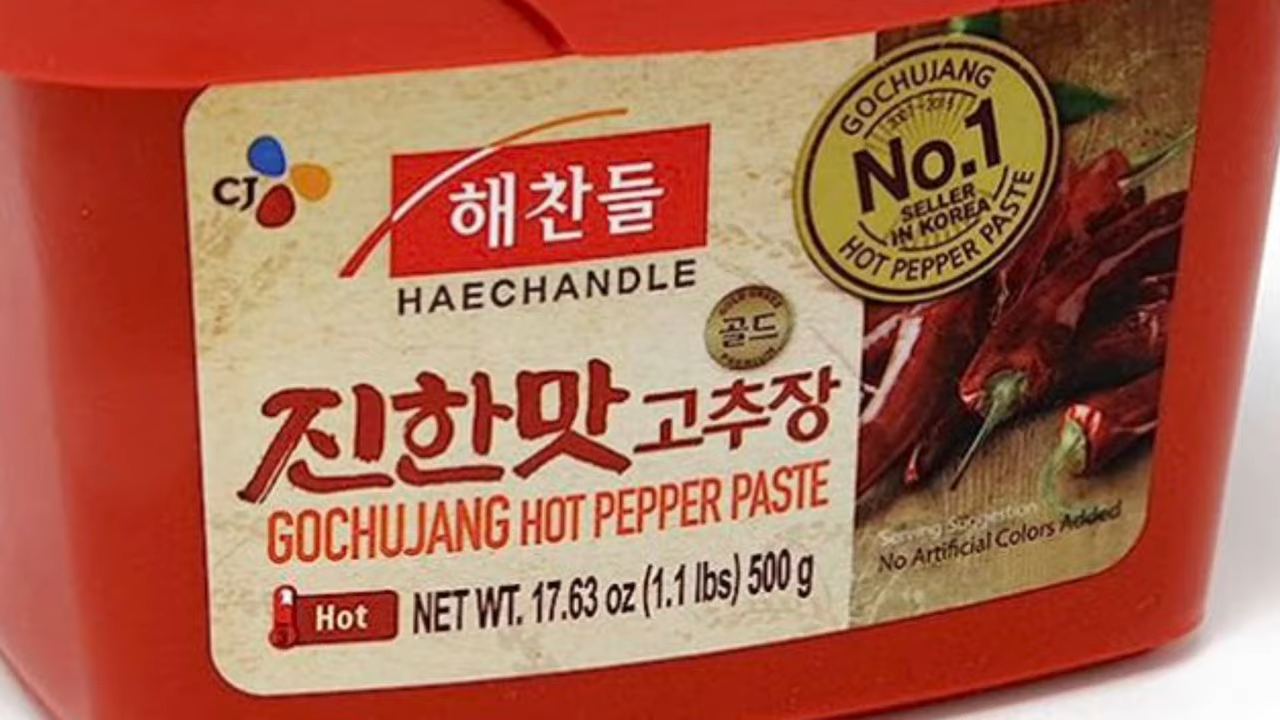 CJ
해찬들
HAECHANDLE
GOCHUJANG
No.1
SELLER
IN KOREA
HOT PEPPER PASTE
골드
PREMIUM
진한맛 고추장
GOCHUJANG HOT PEPPER PASTE
Hot
NET WT. 17.63 oz (1.1 lbs) 500 g
Serving Suggestion
No Artificial Colors Added